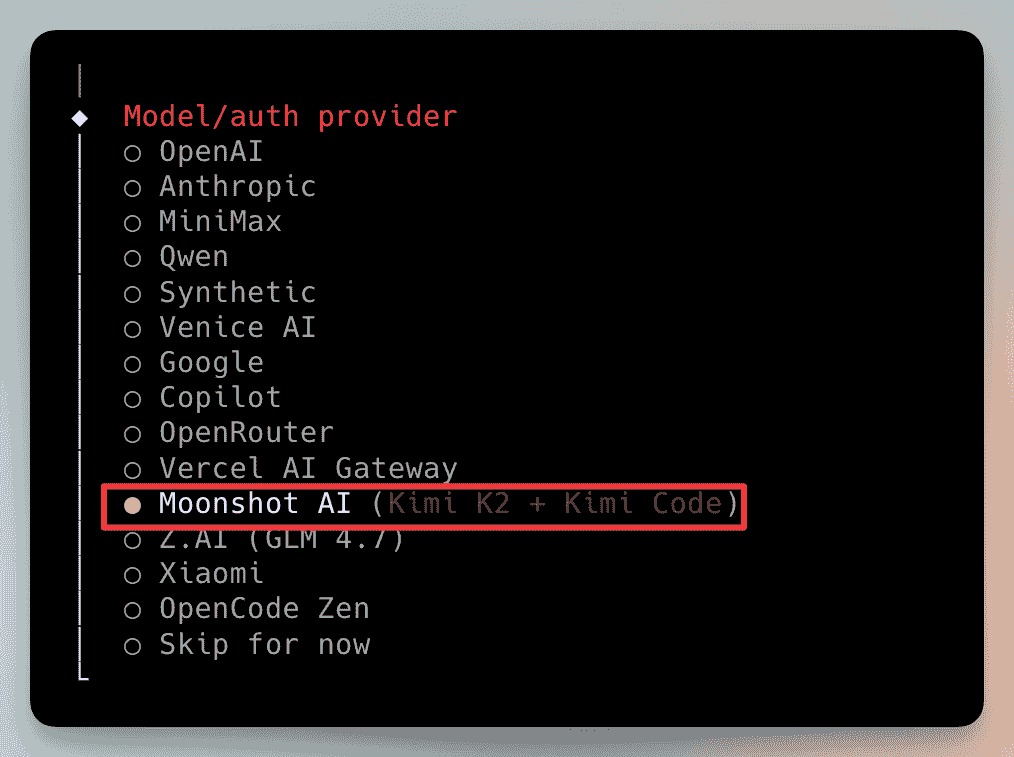 Model/auth provider
OpenAI
Anthropic
MiniMax
Qwen
Synthetic
Venice AI
Google
Copilot
OpenRouter
Vercel AI Gateway
Moonshot AI (Kimi K2 + Kimi Code)
Z.AI (GLM 4.7)
Xiaomi
OpenCode Zen
Skip for now